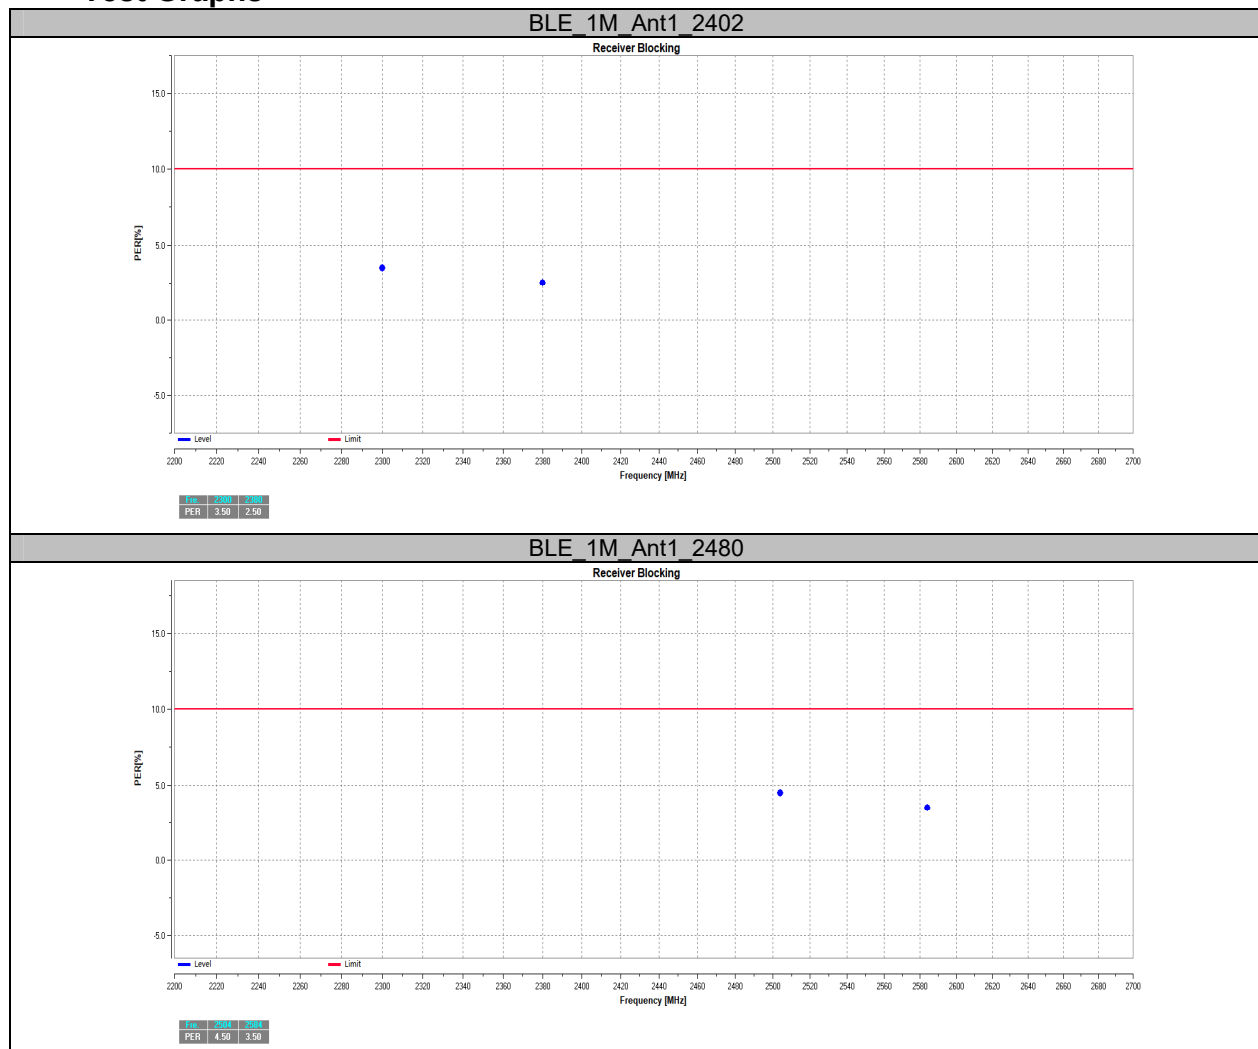 Test Graphs
BLE_1M_Ant1_2402
Receiver Blocking
15.0
10.0
5.0
0.0
-5.0
PER[%]
Level Limit
2200 2220 2240 2260 2280 2300 2320 2340 2360 2380 2400 2420 2440 2460 2480 2500 2520 2540 2560 2580 2600 2620 2640 2660 2680 2700
Frequency [MHz]
Fre. 2300 2380
PER 3.50 2.50
BLE_1M_Ant1_2480
Receiver Blocking
15.0
10.0
5.0
0.0
-5.0
PER[%]
Level Limit
2200 2220 2240 2260 2280 2300 2320 2340 2360 2380 2400 2420 2440 2460 2480 2500 2520 2540 2560 2580 2600 2620 2640 2660 2680 2700
Frequency [MHz]
Fre. 2504 2584
PER 4.50 3.50